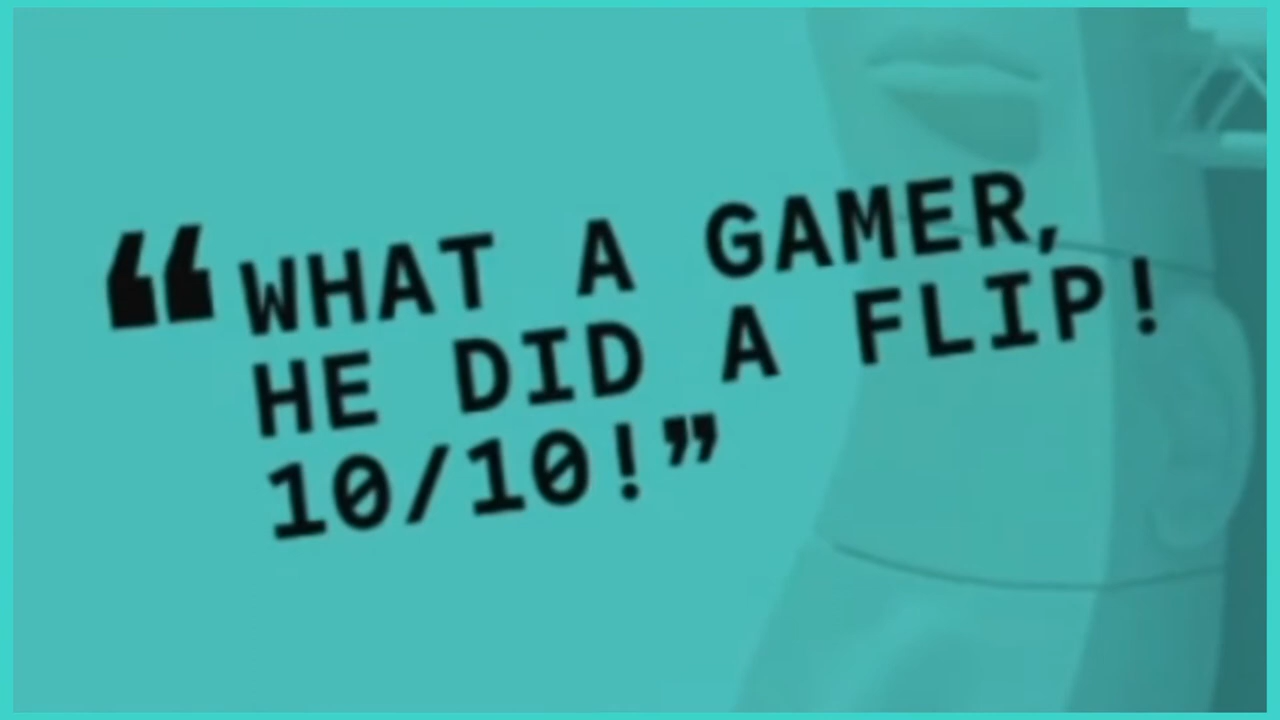 “WHAT A GAMER,
HE DID A FLIP!
10/10!”